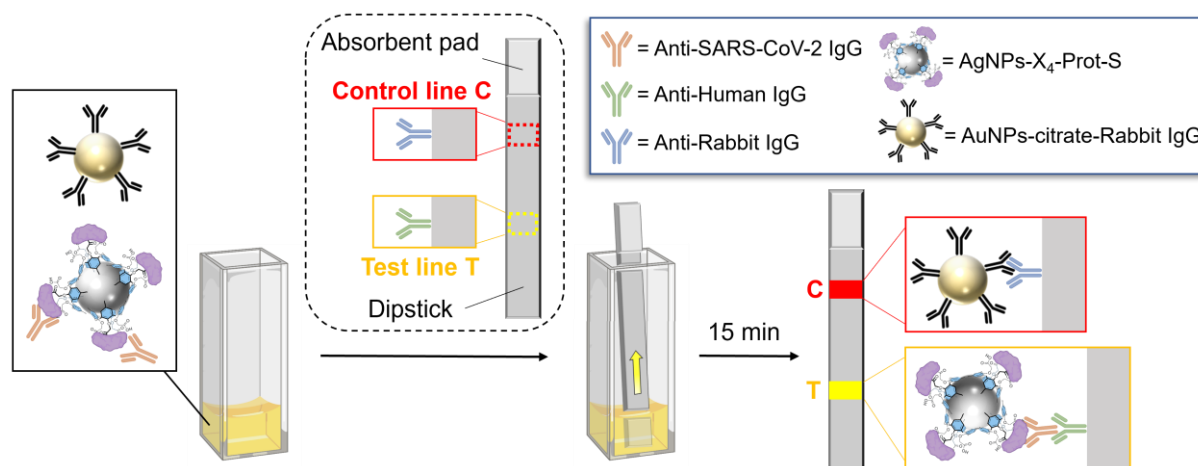 Absorbent pad
Control line C
Test line T
Dipstick
= Anti-SARS-CoV-2 IgG
= Anti-Human IgG
= Anti-Rabbit IgG
= AgNPs-X₄-Prot-S
= AuNPs-citrate-Rabbit IgG
15 min
C
T